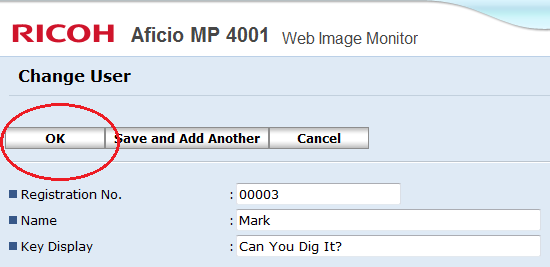 RICOH Aficio MP 4001 Web Image Monitor
Change User
OK Save and Add Another Cancel
Registration No. : 00003
Name : Mark
Key Display : Can You Dig It?